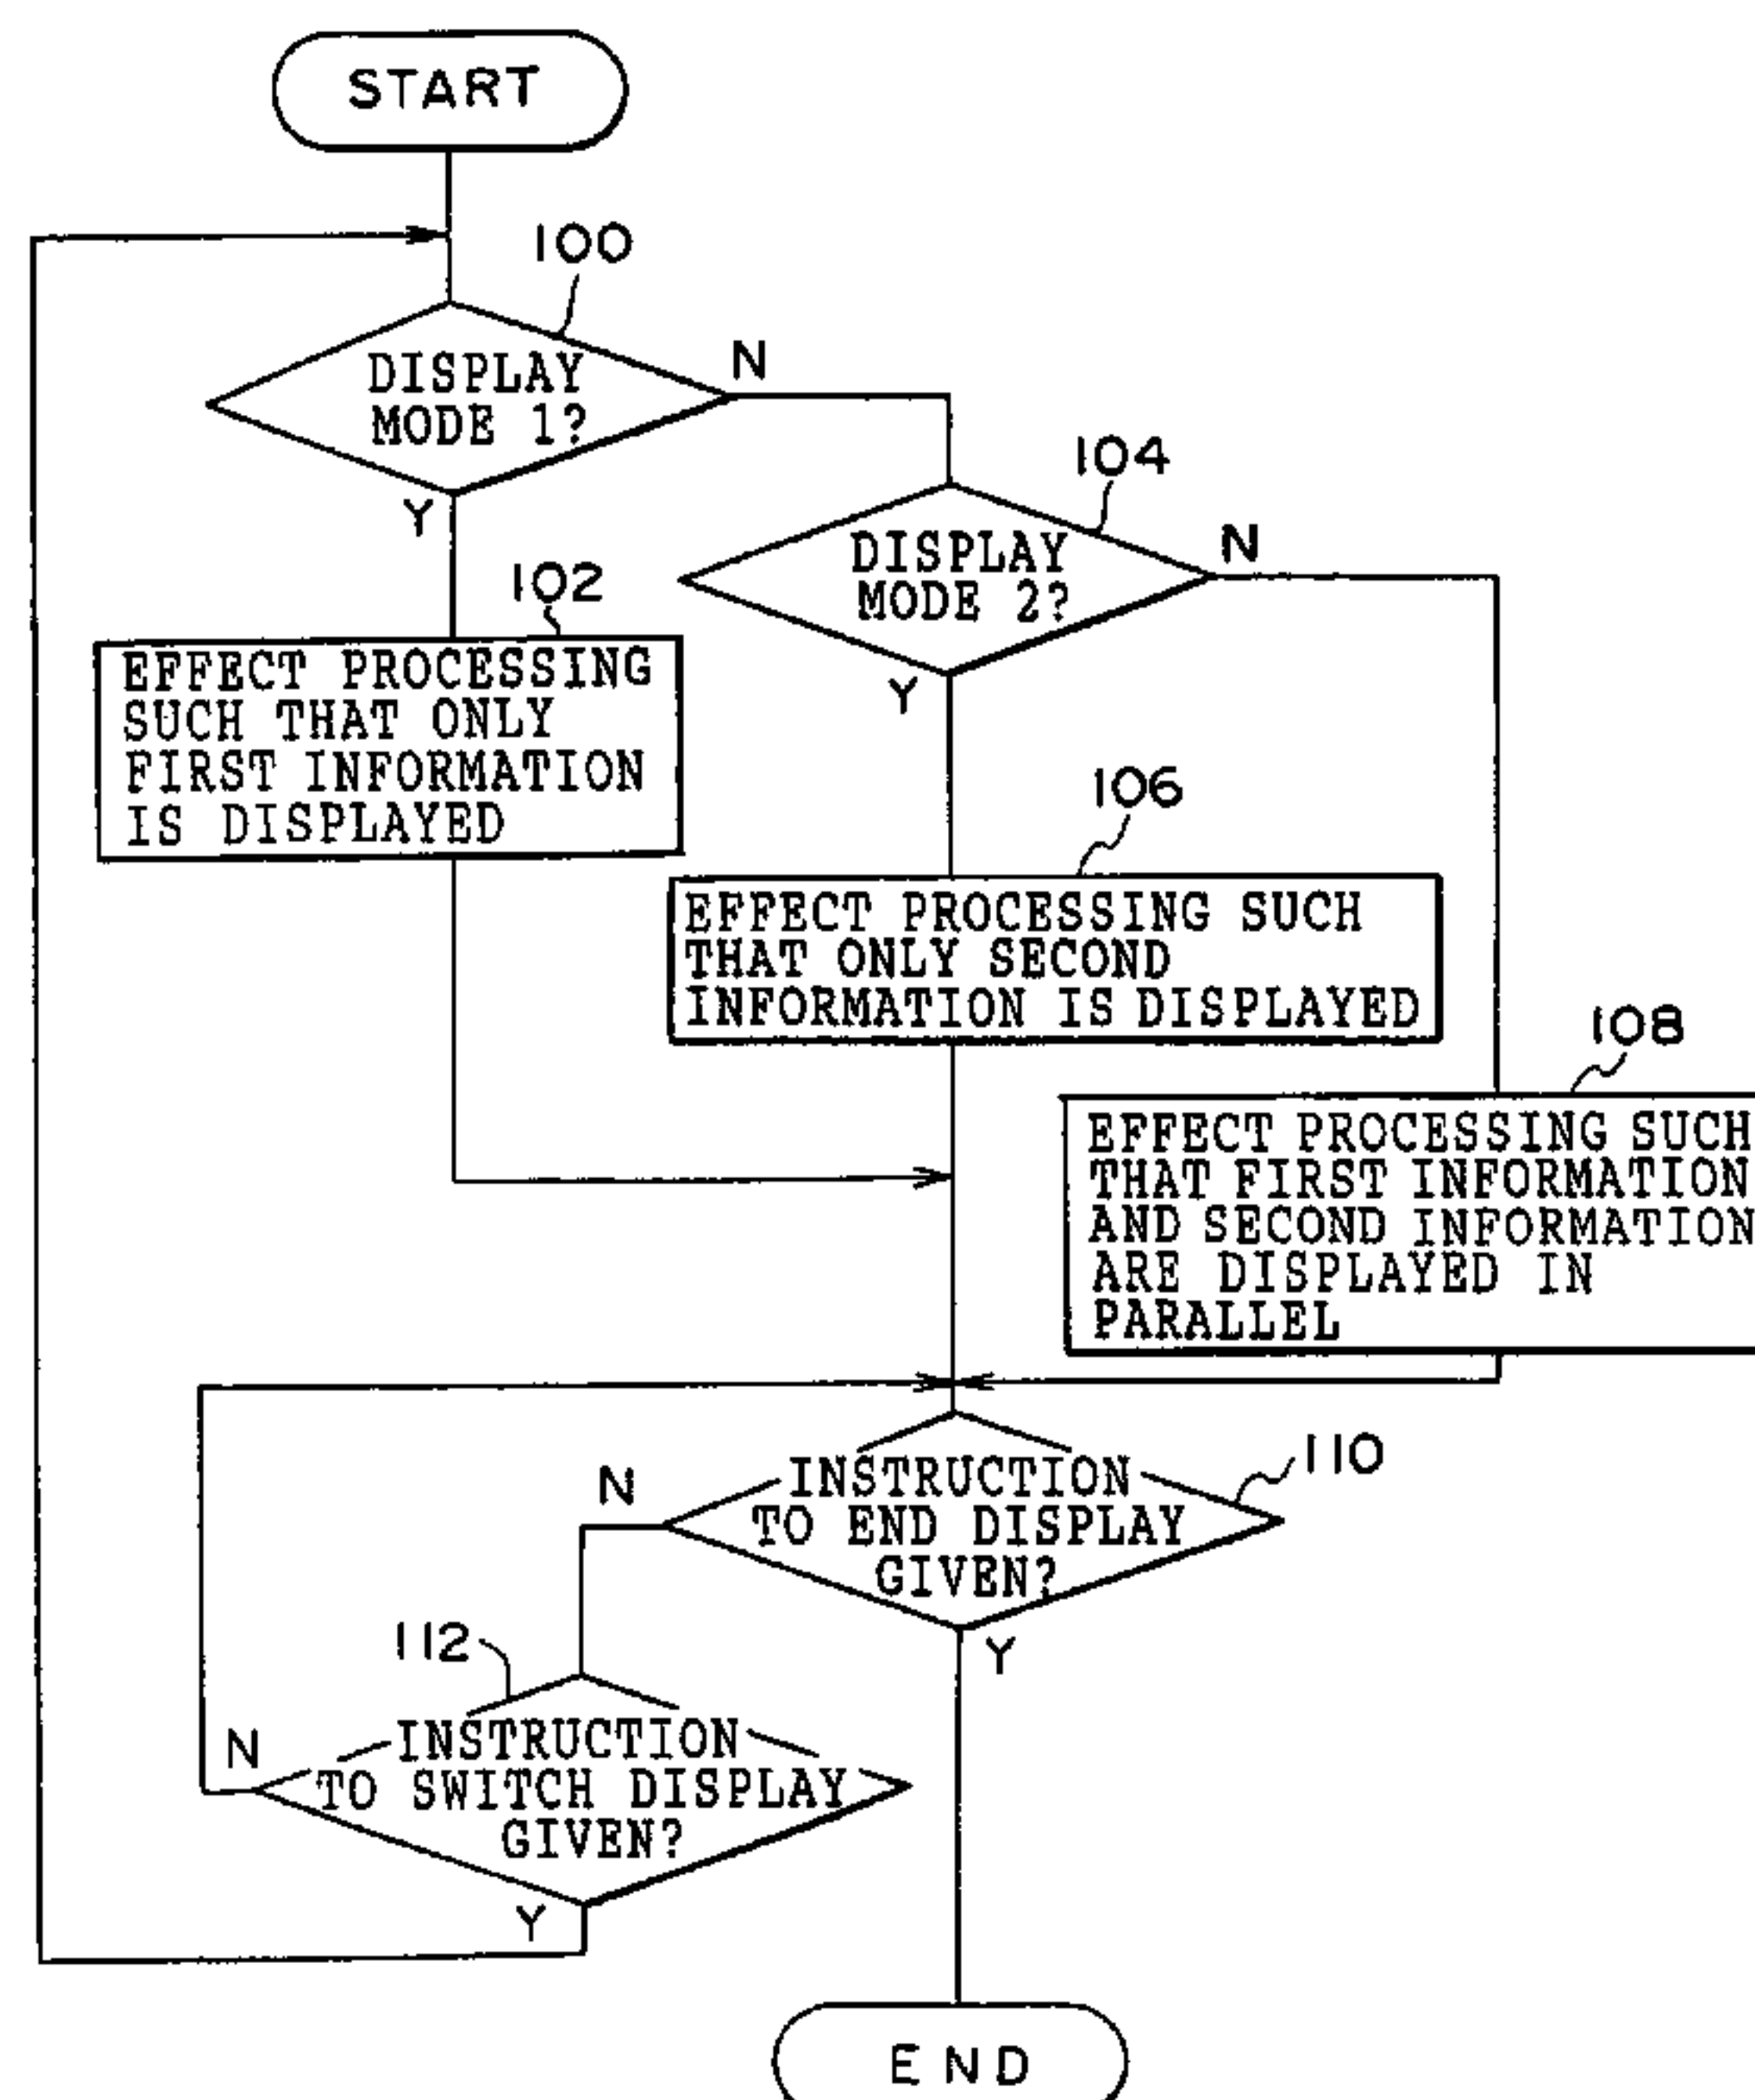 START
100
DISPLAY
MODE 1?
N
Y
104
DISPLAY
MODE 2?
N
Y
102
EFFECT PROCESSING
SUCH THAT ONLY
FIRST INFORMATION
IS DISPLAYED
106
EFFECT PROCESSING SUCH
THAT ONLY SECOND
INFORMATION IS DISPLAYED
108
EFFECT PROCESSING SUCH
THAT FIRST INFORMATION
AND SECOND INFORMATION
ARE DISPLAYED IN
PARALLEL
110
INSTRUCTION
TO END DISPLAY
GIVEN?
N
Y
112
INSTRUCTION
TO SWITCH DISPLAY
GIVEN?
N
Y
END